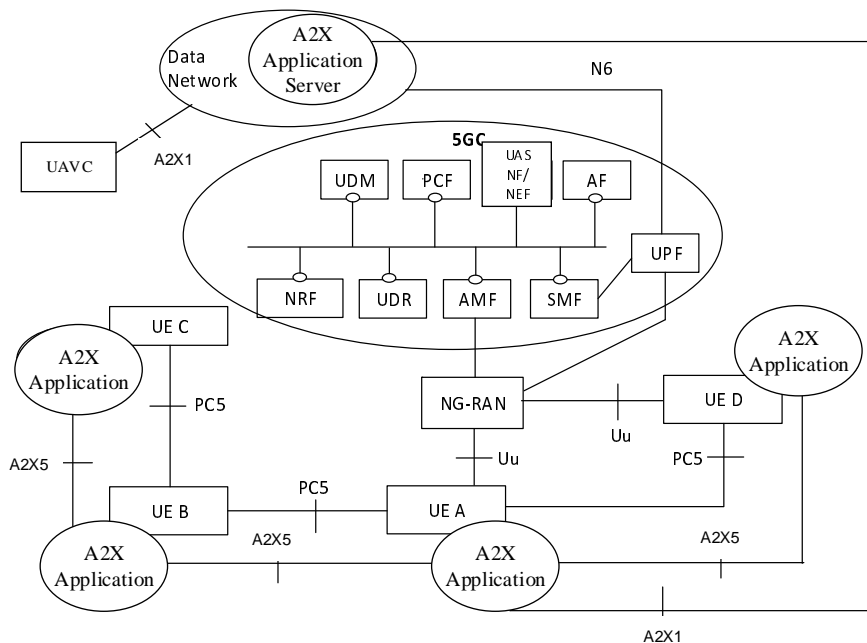 A2X
Application
Server
Data
Network
N6
A2X1
UAVC
5GC
UDM
PCF
UAS
NF/
NEF
AF
UPF
NRF
UDR
AMF
SMF
UE C
A2X
Application
A2X
Application
PC5
NG-RAN
UE D
Uu
Uu
A2X5
PC5
PC5
UE B
UE A
A2X5
A2X5
A2X
Application
A2X
Application
A2X1